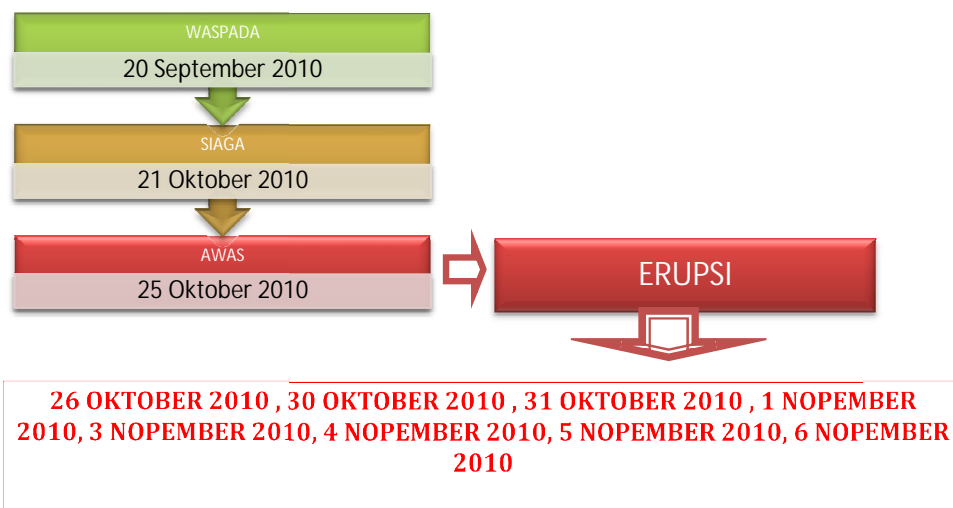 WASPADA
20 September 2010
SIAGA
21 Oktober 2010
AWAS
25 Oktober 2010
ERUPSI
26 OKTOBER 2010 , 30 OKTOBER 2010 , 31 OKTOBER 2010 , 1 NOPEMBER
2010, 3 NOPEMBER 2010, 4 NOPEMBER 2010, 5 NOPEMBER 2010, 6 NOPEMBER
2010